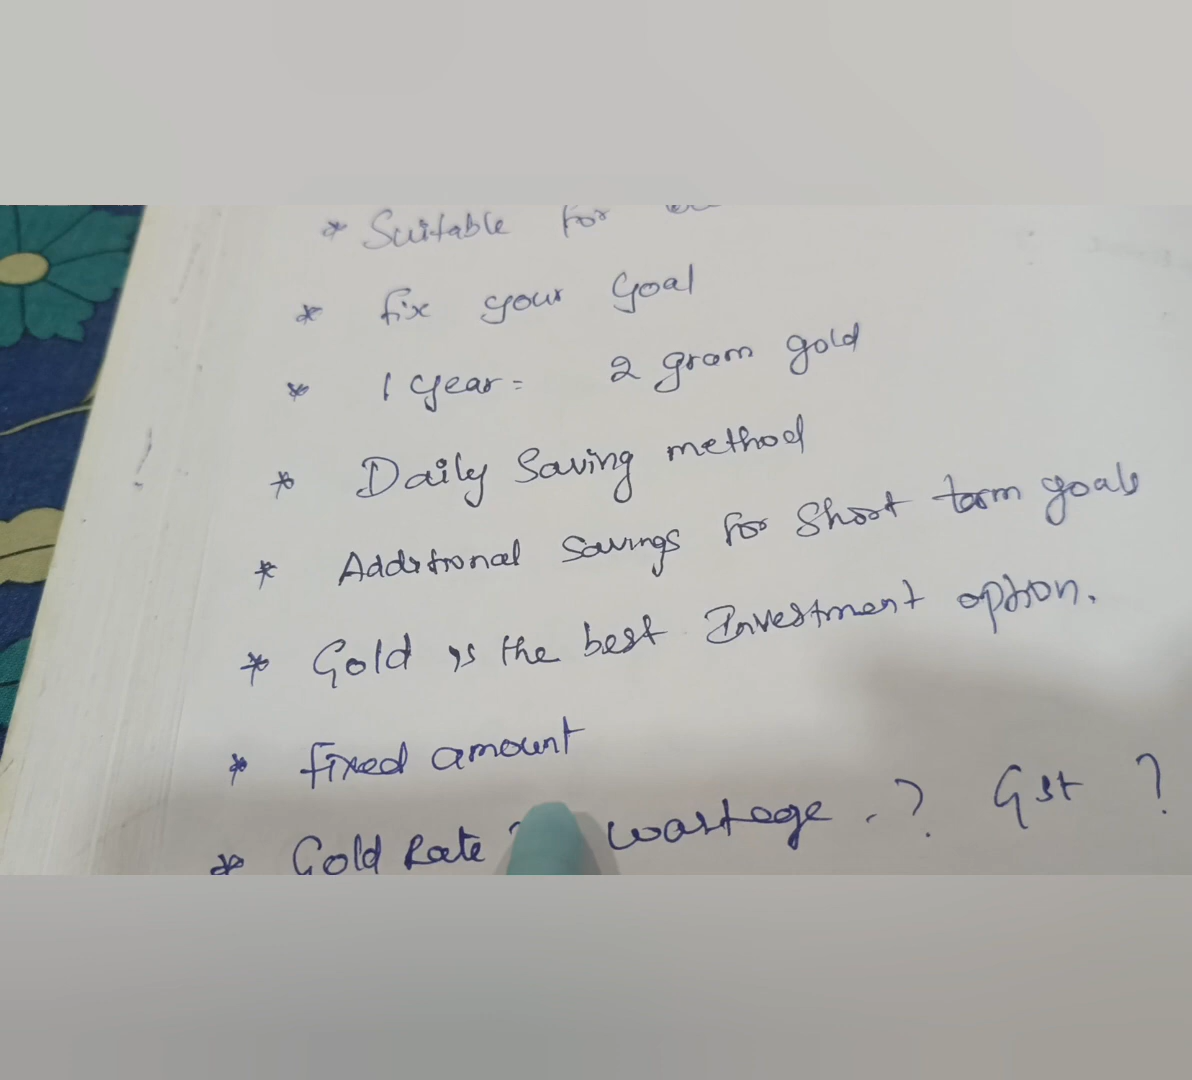 * Suitable for
* fix your Goal
* 1 year = 2 gram gold
* Daily Saving method
* Additional Savings for Short term goals
* Gold is the best Investment option.
* fixed amount
* Gold Rate ? wastage . ? Gst ?